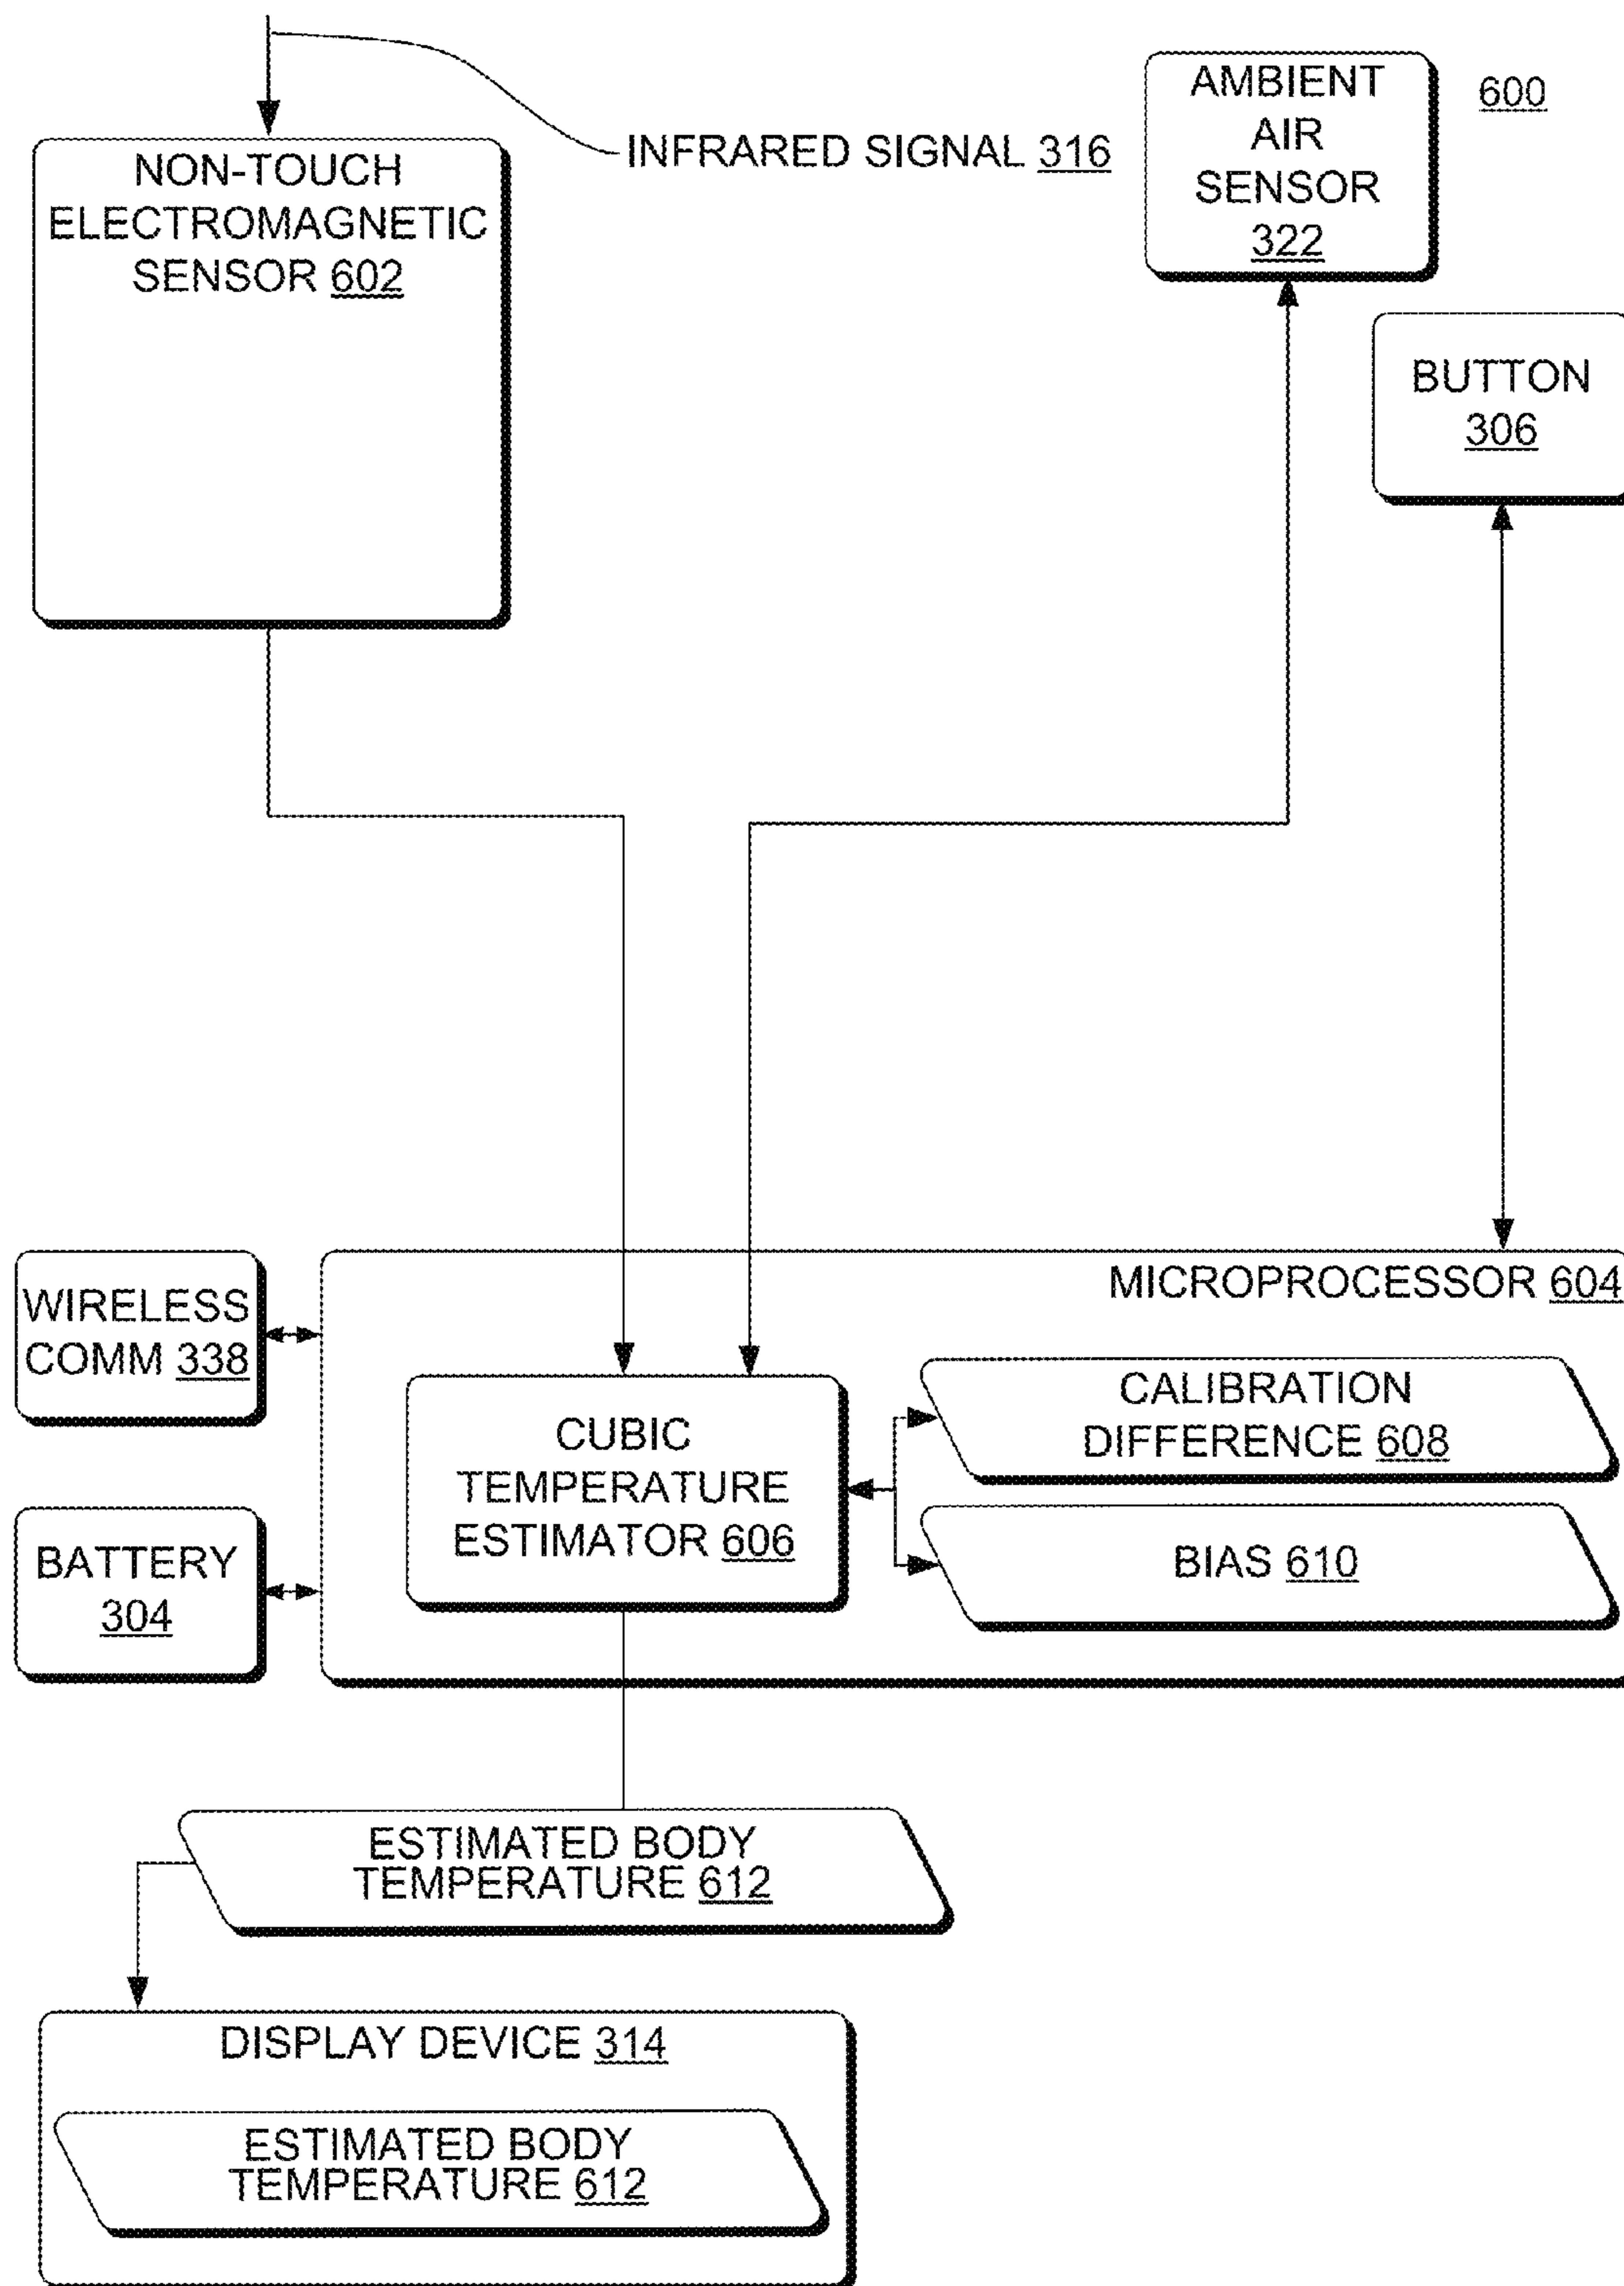 NON-TOUCH
ELECTROMAGNETIC
SENSOR 602
INFRARED SIGNAL 316
AMBIENT
AIR
SENSOR
322
600
BUTTON
306
MICROPROCESSOR 604
WIRELESS
COMM 338
BATTERY
304
CUBIC
TEMPERATURE
ESTIMATOR 606
CALIBRATION
DIFFERENCE 608
BIAS 610
ESTIMATED BODY
TEMPERATURE 612
DISPLAY DEVICE 314
ESTIMATED BODY
TEMPERATURE 612